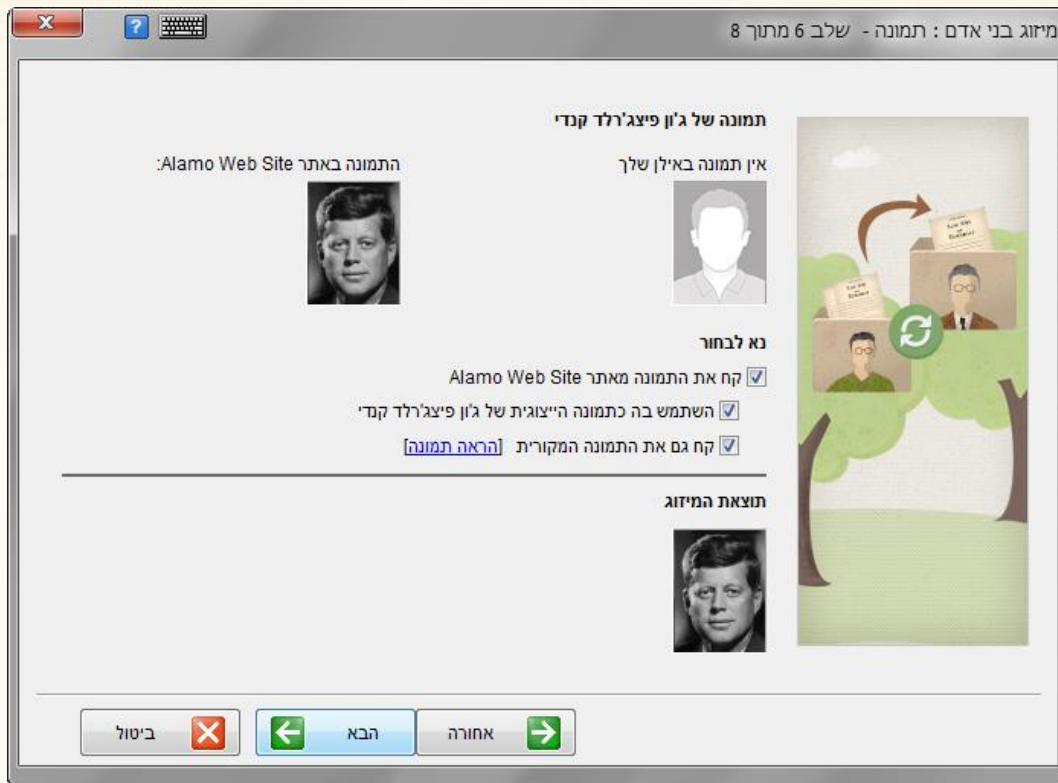 מיזוג בני אדם : תמונה - שלב 6 מתוך 8
תמונה של ג'ון פיצג'רלד קנדי
אין תמונה באילן שלך
התמונה באתר Alamo Web Site:
נא לבחור
קח את התמונה מאתר Alamo Web Site
השתמש בה כתמונה הייצוגית של ג'ון פיצג'רלד קנדי
קח גם את התמונה המקורית [הראה תמונה]
תוצאת המיזוג
אחורה
הבא
ביטול